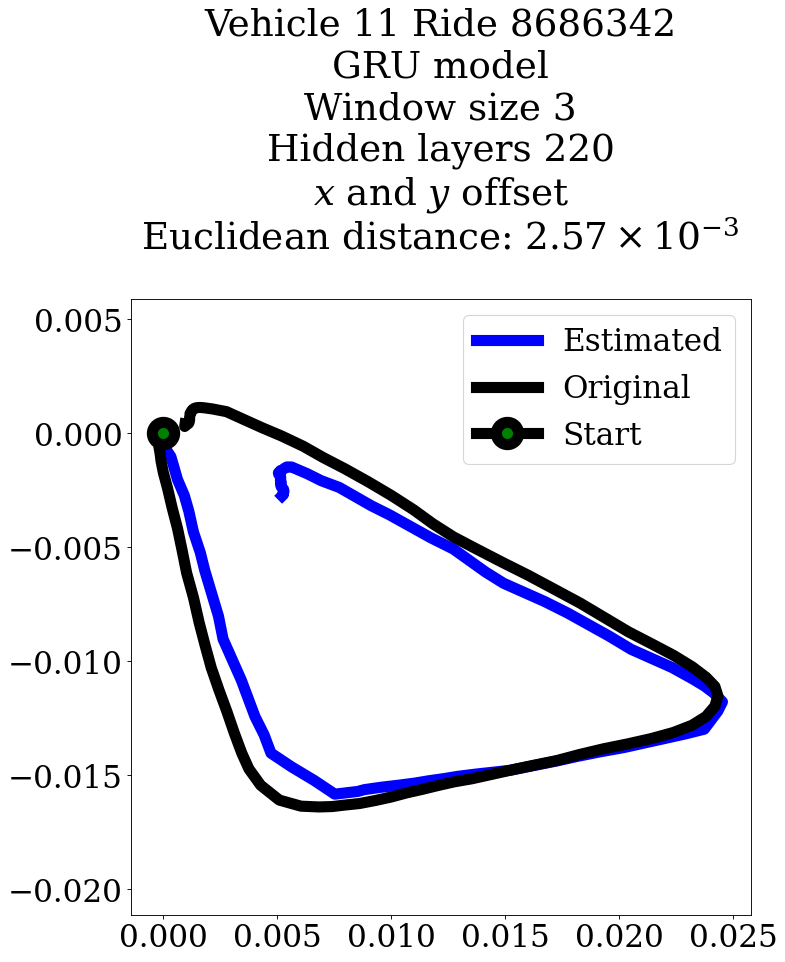 Vehicle 11 Ride 8686342
GRU model
Window size 3
Hidden layers 220
x and y offset
Euclidean distance: 2.57 × 10⁻³
Estimated
Original
Start
0.005
0.000
−0.005
−0.010
−0.015
−0.020
0.000 0.005 0.010 0.015 0.020 0.025